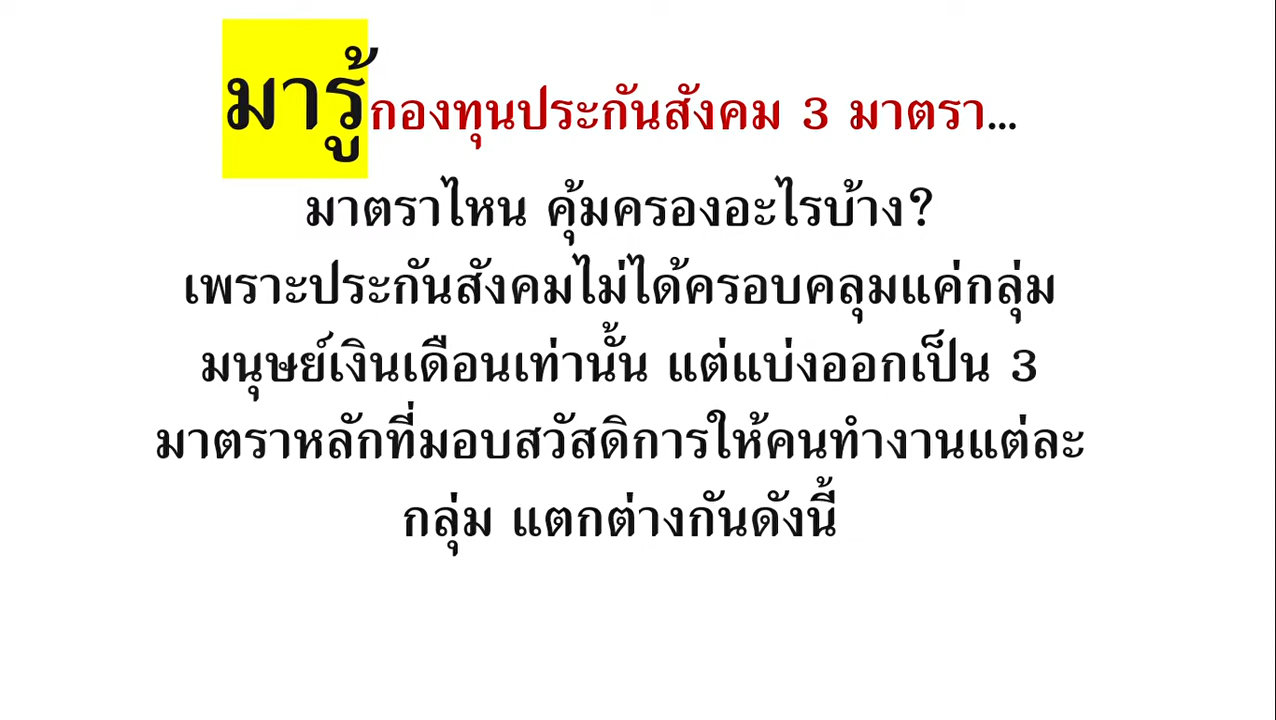 มารู้กองทุนประกันสังคม 3 มาตรา...
มาตราไหน คุ้มครองอะไรบ้าง?
เพราะประกันสังคมไม่ได้ครอบคลุมแค่กลุ่ม
มนุษย์เงินเดือนเท่านั้น แต่แบ่งออกเป็น 3
มาตราหลักที่มอบสวัสดิการให้คนทำงานแต่ละ
กลุ่ม แตกต่างกันดังนี้